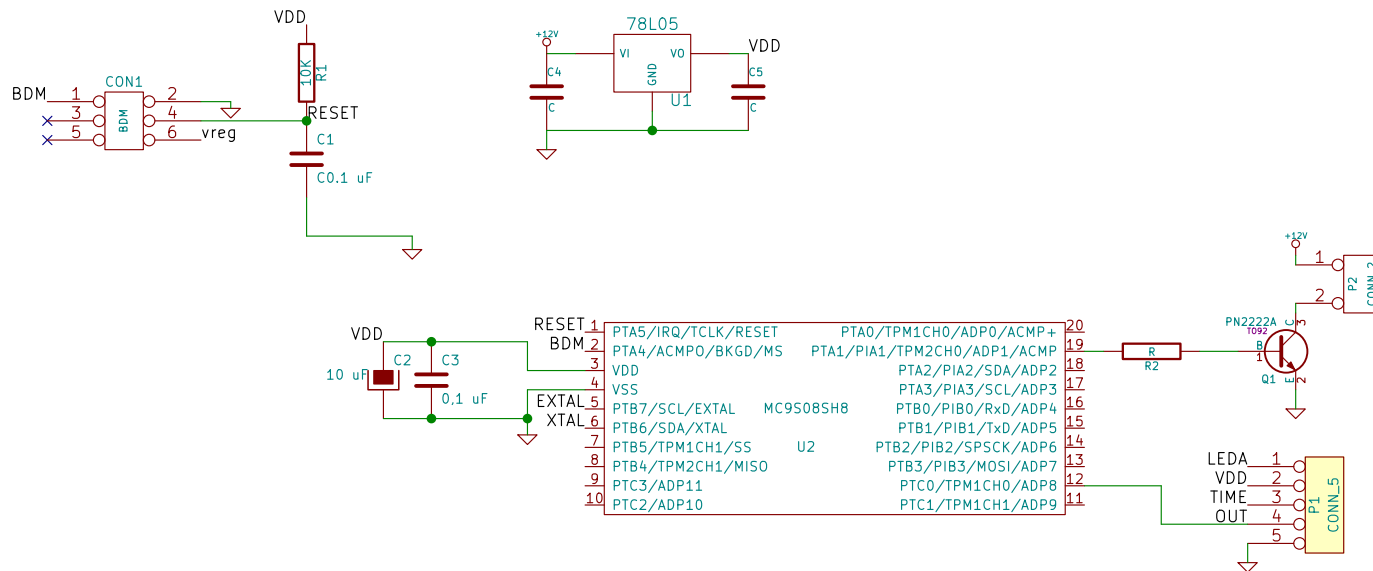 VDD
10K
R1
CON1
BDM
1
2
3
4
5
6
BDM
vreg
RESET
C1
C0.1 uF
78L05
+12V
VI
VO
GND
U1
VDD
C4
C
C5
C
VDD
10 uF
C2
C3
0,1 uF
RESET
BDM
EXTAL
XTAL
1 PTA5/IRQ/TCLK/RESET
2 PTA4/ACMPO/BKGD/MS
3 VDD
4 VSS
5 PTB7/SCL/EXTAL
6 PTB6/SDA/XTAL
7 PTB5/TPM1CH1/SS
8 PTB4/TPM2CH1/MISO
9 PTC3/ADP11
10 PTC2/ADP10
MC9S08SH8
U2
PTA0/TPM1CH0/ADP0/ACMP+ 20
PTA1/PIA1/TPM2CH0/ADP1/ACMP 19
PTA2/PIA2/SDA/ADP2 18
PTA3/PIA3/SCL/ADP3 17
PTB0/PIB0/RxD/ADP4 16
PTB1/PIB1/TxD/ADP5 15
PTB2/PIB2/SPSCK/ADP6 14
PTB3/PIB3/MOSI/ADP7 13
PTC0/TPM1CH0/ADP8 12
PTC1/TPM1CH1/ADP9 11
R
R2
+12V
1
2
P2
CONN_2
PN2222A
TO92
C
3
B
1
E
2
Q1
LEDA 1
VDD 2
TIME 3
OUT 4
5
P1
CONN_5